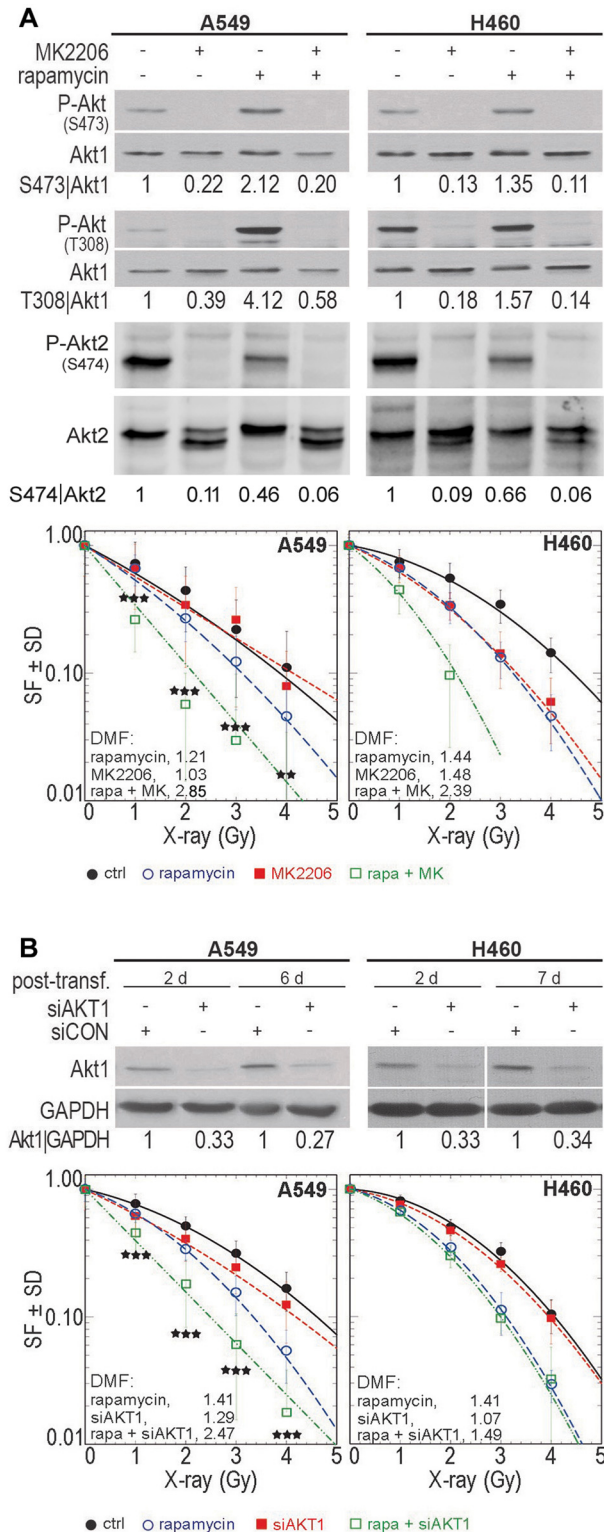 A
A549 H460
MK2206 - + - + - + - +
rapamycin - - + + - - + +
P-Akt
(S473)
Akt1
S473|Akt1 1 0.22 2.12 0.20 1 0.13 1.35 0.11
P-Akt
(T308)
Akt1
T308|Akt1 1 0.39 4.12 0.58 1 0.18 1.57 0.14
P-Akt2
(S474)
Akt2
S474|Akt2 1 0.11 0.46 0.06 1 0.09 0.66 0.06
1.00 A549 H460
★★★
0.10
★★★
★★★
★★
SF ± SD
DMF: DMF:
rapamycin, 1.21 rapamycin, 1.44
MK2206, 1.03 MK2206, 1.48
rapa + MK, 2.85 rapa + MK, 2.39
0.01
0 1 2 3 4 5 0 1 2 3 4 5
X-ray (Gy) X-ray (Gy)
ctrl rapamycin MK2206 rapa + MK
B
A549 H460
post-transf. 2 d 6 d 2 d 7 d
siAKT1 - + - + - + - +
siCON + - + - + - + -
Akt1
GAPDH
Akt1|GAPDH 1 0.33 1 0.27 1 0.33 1 0.34
1.00 A549 H460
★★★
0.10
★★★
★★★
★★★
SF ± SD
DMF: DMF:
rapamycin, 1.41 rapamycin, 1.41
siAKT1, 1.29 siAKT1, 1.07
rapa + siAKT1, 2.47 rapa + siAKT1, 1.49
0.01
0 1 2 3 4 5 0 1 2 3 4 5
X-ray (Gy) X-ray (Gy)
ctrl rapamycin siAKT1 rapa + siAKT1